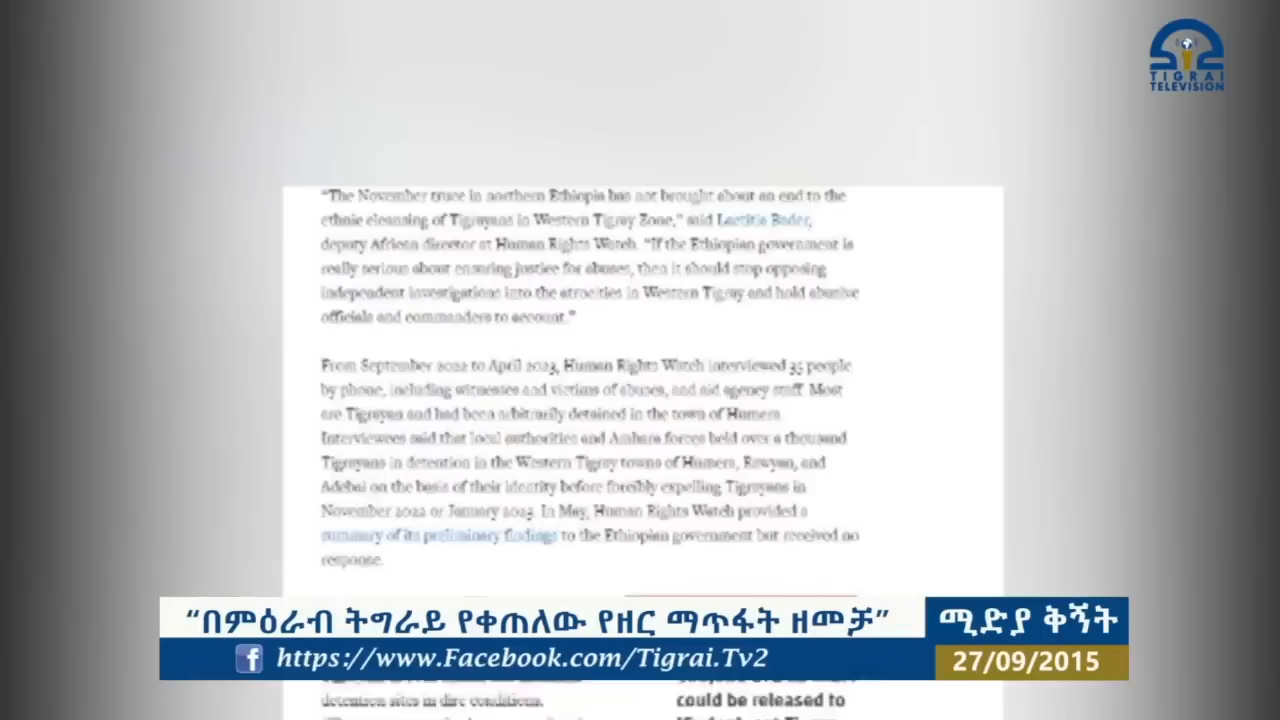 TIGRAI
TELEVISION
“The November truce in northern Ethiopia has not brought about an end to the
ethnic cleansing of Tigrayans in Western Tigray Zone,” said Laetitia Bader,
deputy African director at Human Rights Watch. “If the Ethiopian government is
really serious about ensuring justice for abuses, then it should stop opposing
independent investigations into the atrocities in Western Tigray and hold abusive
officials and commanders to account.”
From September 2022 to April 2023, Human Rights Watch interviewed 35 people
by phone, including witnesses and victims of abuses, and aid agency staff. Most
are Tigrayan and had been arbitrarily detained in the town of Humera.
Interviewees said that local authorities and Amhara forces held over a thousand
Tigrayans in detention in the Western Tigray towns of Humera, Rawyan, and
Adebai on the basis of their identity before forcibly expelling Tigrayans in
November 2022 or January 2023. In May, Human Rights Watch provided a
summary of its preliminary findings to the Ethiopian government but received no
response.
“በምዕራብ ትግራይ የቀጠለው የዘር ማጥፋት ዘመቻ”
ሚድያ ቅኝት
https://www.Facebook.com/Tigrai.Tv2
27/09/2015
detention sites in dire conditions.
could be released to